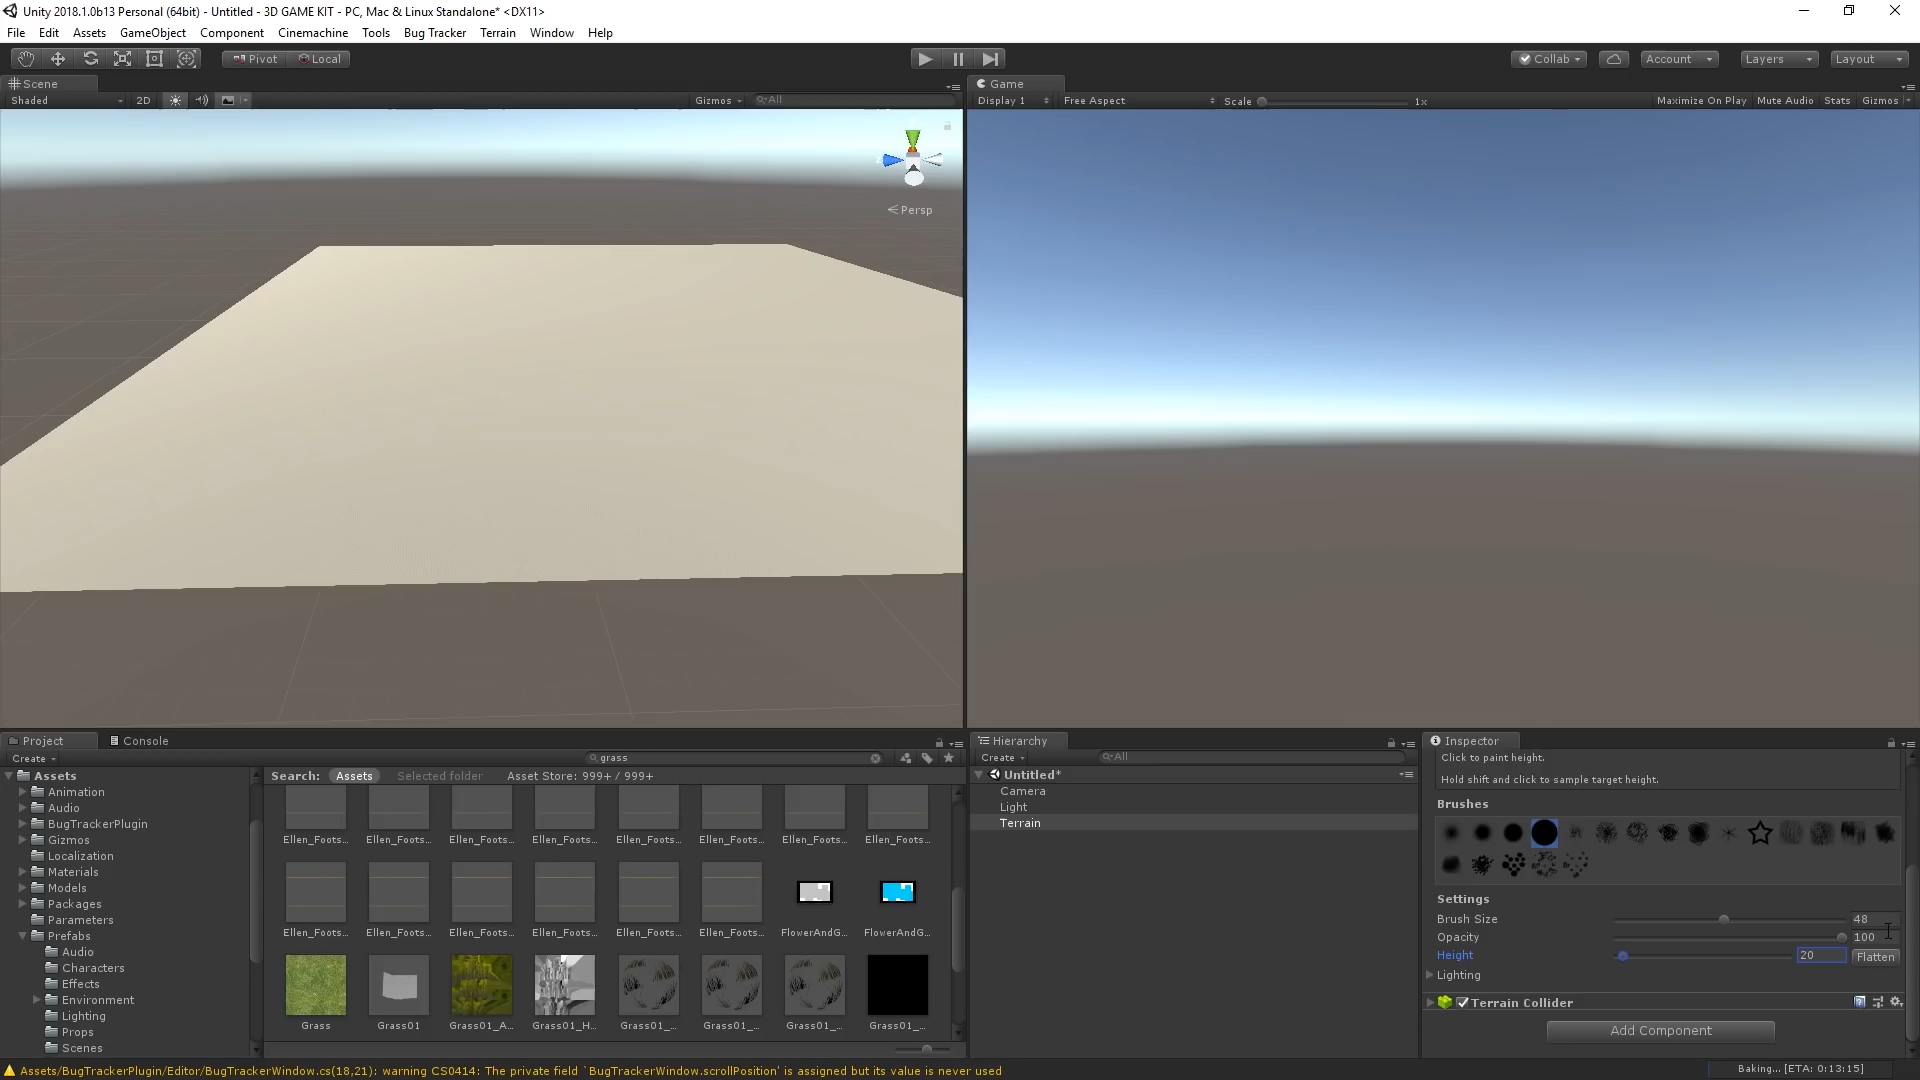 Unity 2018.1.0b13 Personal (64bit) - Untitled - 3D GAME KIT - PC, Mac & Linux Standalone* <DX11>
File Edit Assets GameObject Component Cinemachine Tools Bug Tracker Terrain Window Help
Pivot Local Collab Account Layers Layout
Scene
Shaded 2D Gizmos All
Persp
Game
Display 1 Free Aspect Scale 1x Maximize On Play Mute Audio Stats Gizmos
Project Console
Create grass
Assets
Animation
Audio
BugTrackerPlugin
Gizmos
Localization
Materials
Models
Packages
Parameters
Prefabs
Audio
Characters
Effects
Environment
Lighting
Props
Scenes
Search: Assets Selected folder Asset Store: 999+ / 999+
Ellen_Foots... Ellen_Foots... Ellen_Foots... Ellen_Foots... Ellen_Foots... Ellen_Foots... Ellen_Foots... Ellen_Foots...
Ellen_Foots... Ellen_Foots... Ellen_Foots... Ellen_Foots... Ellen_Foots... Ellen_Foots... FlowerAndG... FlowerAndG...
Grass Grass01 Grass01_A... Grass01_H... Grass01_... Grass01_... Grass01_... Grass01_...
Hierarchy
Create All
Untitled*
Camera
Light
Terrain
Inspector
Click to paint height.
Hold shift and click to sample target height.
Brushes
Settings
Brush Size 48
Opacity 100
Height 20 Flatten
Lighting
Terrain Collider
Add Component
Assets/BugTrackerPlugin/Editor/BugTrackerWindow.cs(18,21): warning CS0414: The private field `BugTrackerWindow.scrollPosition' is assigned but its value is never used
Baking... [ETA: 0:13:15]